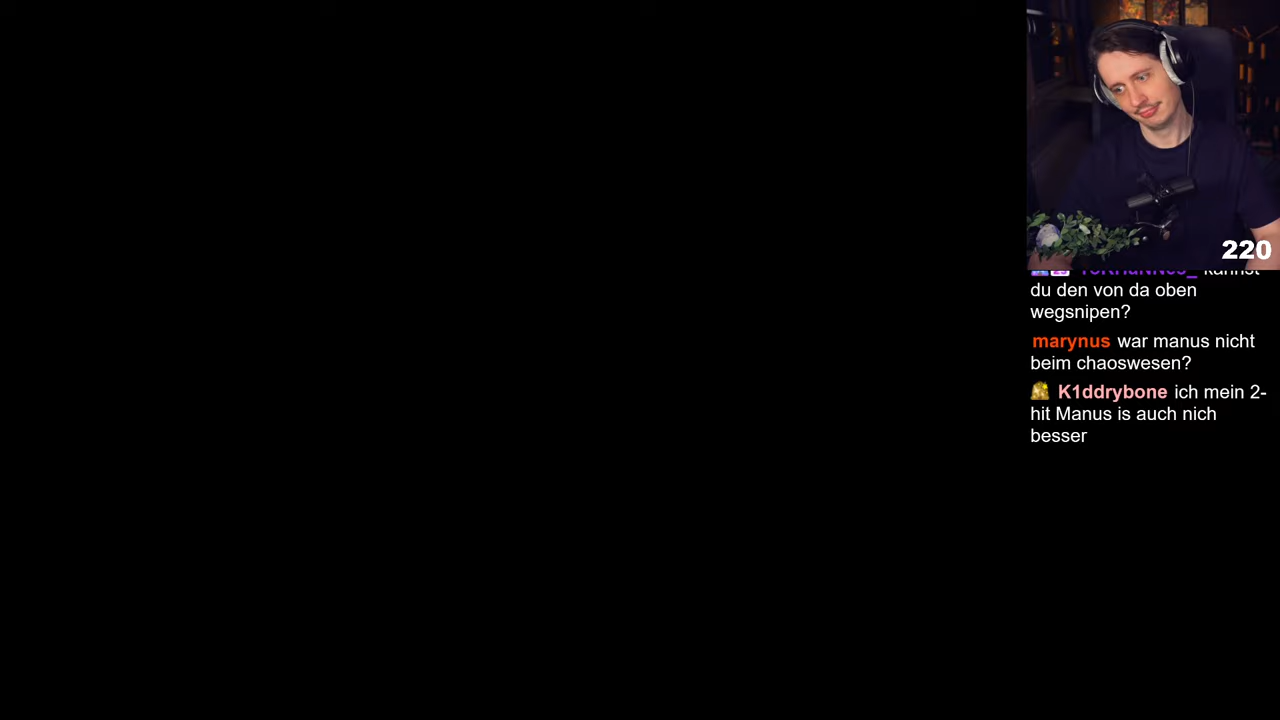 220
du den von da oben
wegsnipen?
marynus war manus nicht
beim chaoswesen?
K1ddrybone ich mein 2-
hit Manus is auch nich
besser